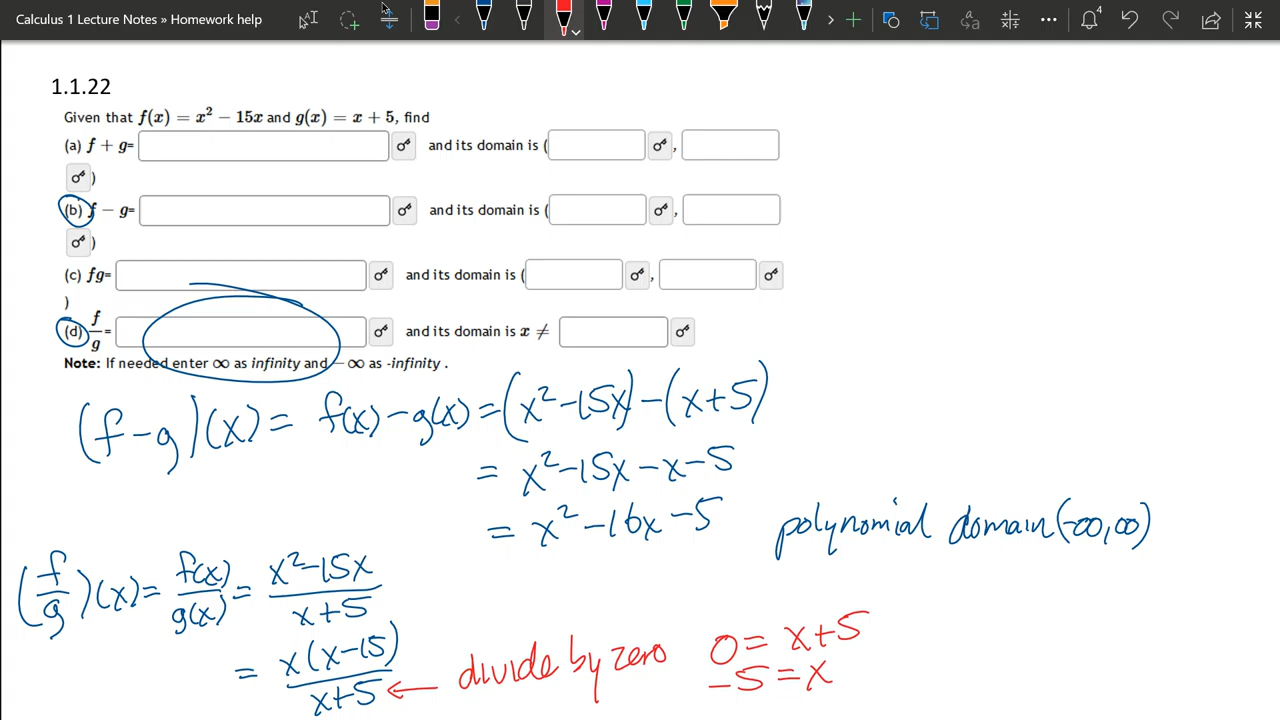 Calculus 1 Lecture Notes » Homework help
4
1.1.22
Given that f(x) = x² − 15x and g(x) = x + 5, find
(a) f + g= and its domain is ( ,
)
(b) f − g= and its domain is ( ,
)
(c) fg= and its domain is ( ,
)
(d) f/g= and its domain is x ≠
Note: If needed enter ∞ as infinity and −∞ as -infinity .
(f−g)(x) = f(x)−g(x) = (x²−15x)−(x+5)
= x²−15x−x−5
= x²−16x−5 polynomial domain (-∞,∞)
(f/g)(x) = f(x)/g(x) = x²−15x/x+5
= x(x−15)/x+5 ← divide by zero 0 = x+5
−5 = x